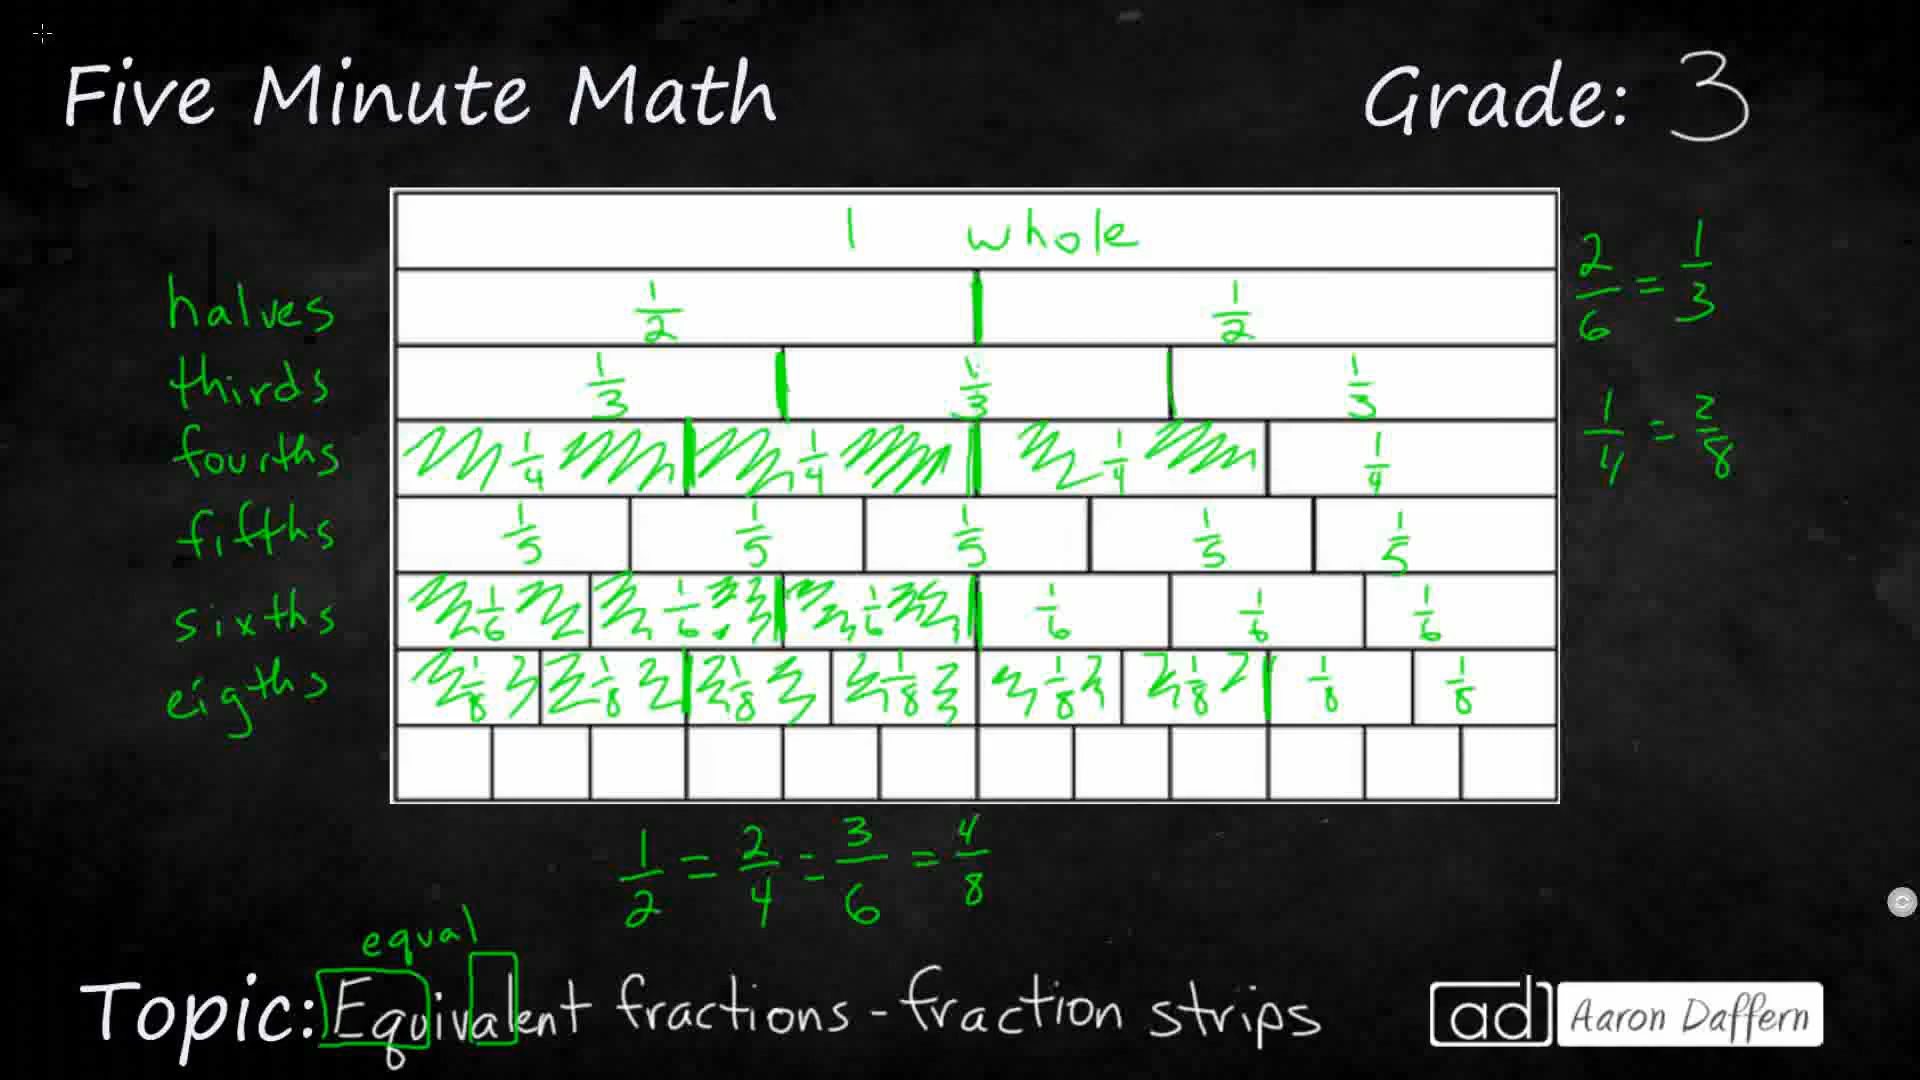 Five Minute Math
Grade: 3
1 whole
halves 1/2 1/2
thirds 1/3 1/3 1/3
fourths 1/4 1/4 1/4 1/4
fifths 1/5 1/5 1/5 1/5 1/5
sixths 1/6 1/6 1/6 1/6 1/6 1/6
eigths 1/8 1/8 1/8 1/8 1/8 1/8 1/8 1/8
2/6 = 1/3
1/4 = 2/8
1/2 = 2/4 = 3/6 = 4/8
equal
Topic: Equivalent fractions - fraction strips
ad Aaron Daffern